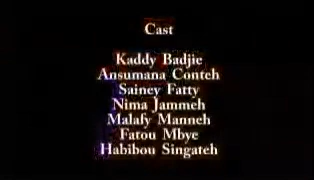 Cast
Kaddy Badjie
Ansumana Conteh
Sainey Fatty
Nima Jammeh
Malafy Manneh
Fatou Mbye
Habibou Singateh